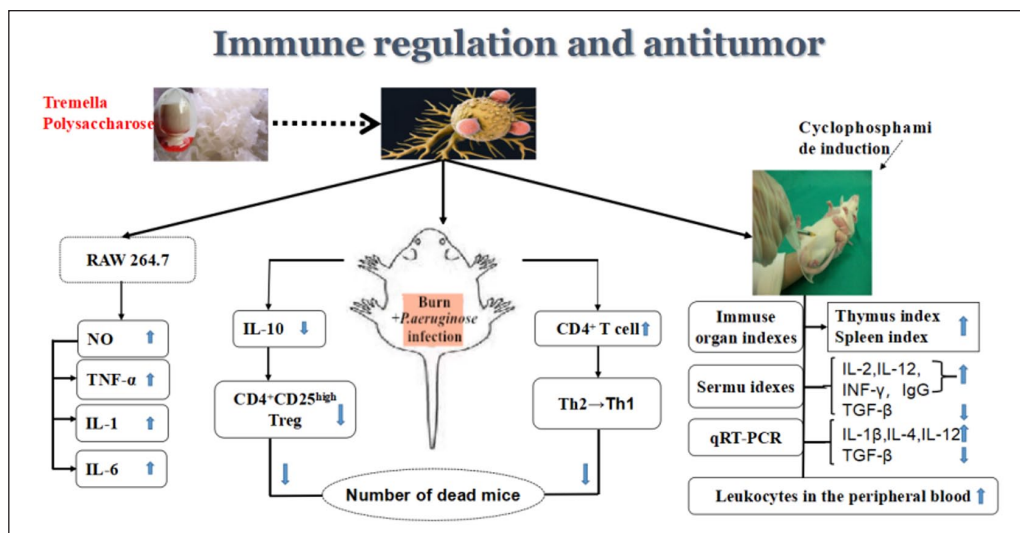 Immune regulation and antitumor
Tremella
Polysaccharose
Cyclophosphami
de induction
RAW 264.7
NO ↑
TNF-α ↑
IL-1 ↑
IL-6 ↑
IL-10 ↓
CD4⁺CD25ʰⁱᵍʰ
Treg ↓
Burn
+P.aeruginose
infection
CD4⁺ T cell ↑
Th2→Th1
↓ Number of dead mice ↓
Immuse
organ indexes
Thymus index
Spleen index ↑
Sermu idexes
IL-2,IL-12,
INF-γ, IgG ↑
TGF-β ↓
qRT-PCR
IL-1β,IL-4,IL-12 ↑
TGF-β ↓
Leukocytes in the peripheral blood ↑